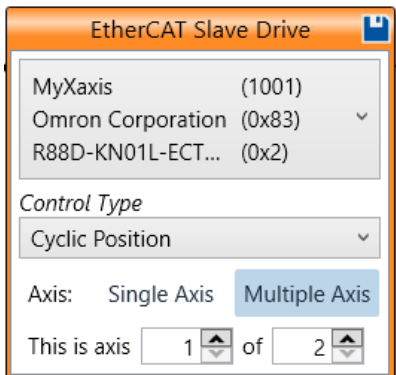 EtherCAT Slave Drive
MyXaxis (1001)
Omron Corporation (0x83)
R88D-KN01L-ECT... (0x2)
Control Type
Cyclic Position
Axis: Single Axis Multiple Axis
This is axis 1 of 2